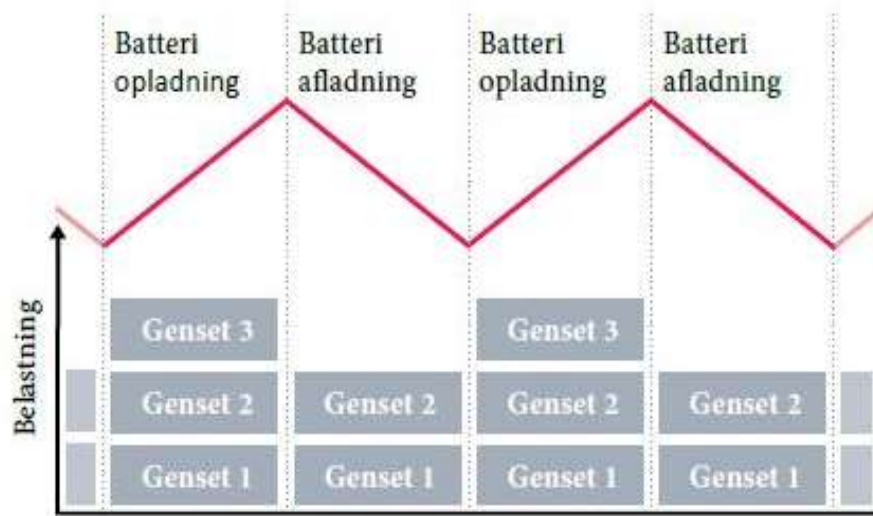 Batteri
opladning
Batteri
afladning
Batteri
opladning
Batteri
afladning
Belastning
Genset 3
Genset 3
Genset 2
Genset 2
Genset 2
Genset 2
Genset 1
Genset 1
Genset 1
Genset 1